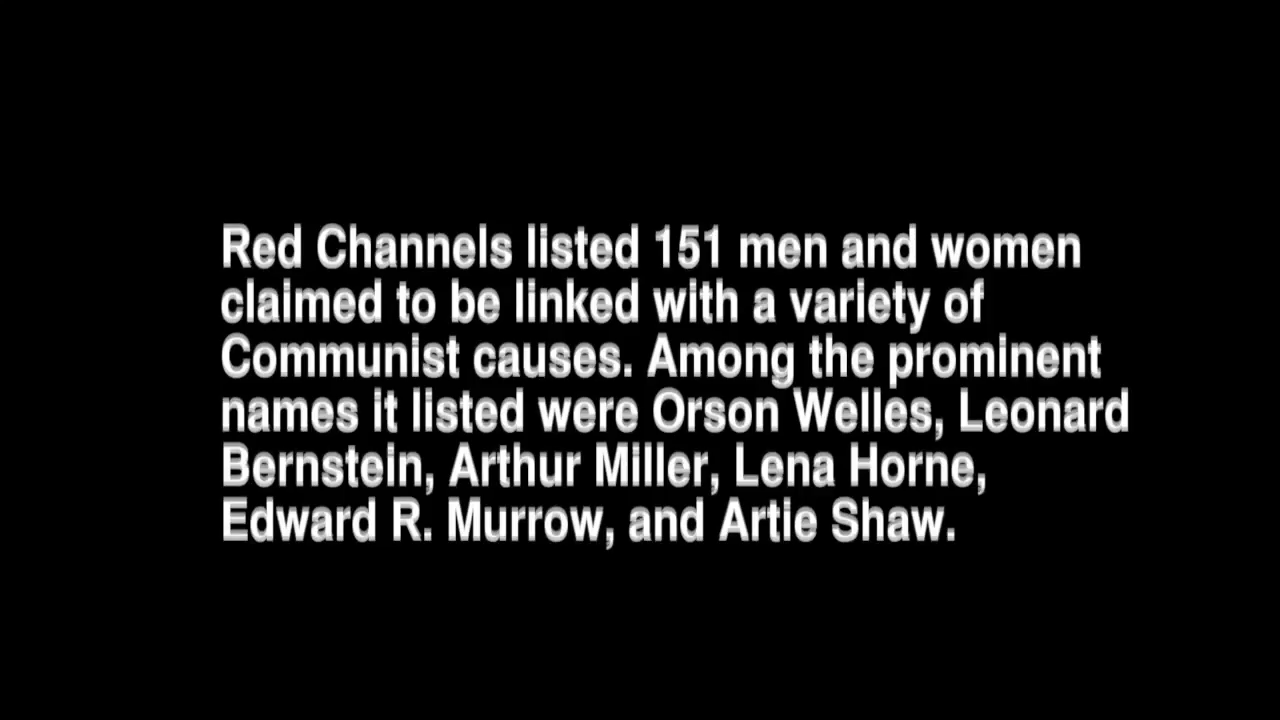 Red Channels listed 151 men and women
claimed to be linked with a variety of
Communist causes. Among the prominent
names it listed were Orson Welles, Leonard
Bernstein, Arthur Miller, Lena Horne,
Edward R. Murrow, and Artie Shaw.